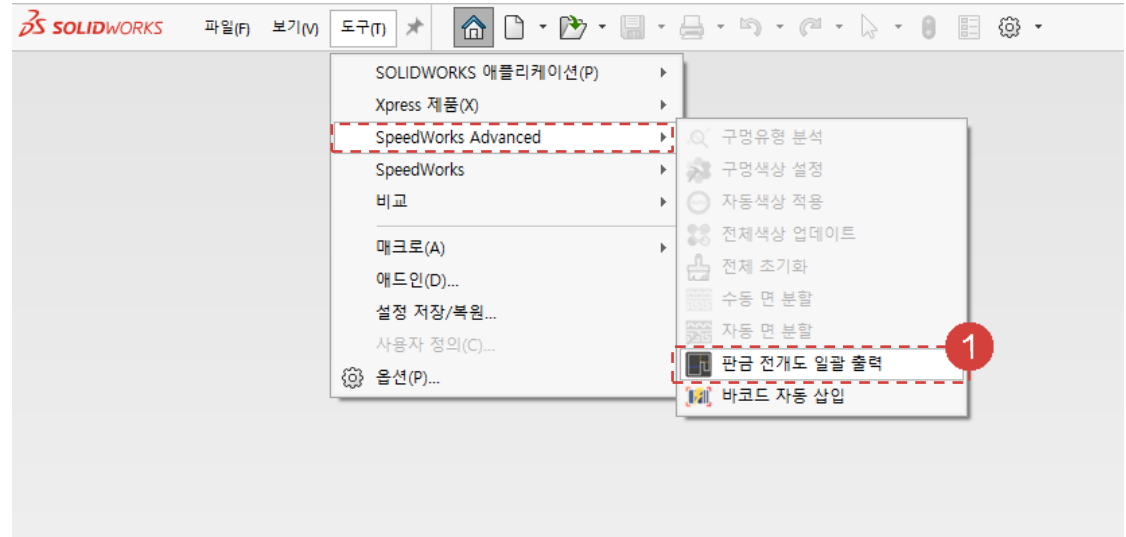 SOLIDWORKS 파일(F) 보기(V) 도구(T)
SOLIDWORKS 애플리케이션(P)
Xpress 제품(X)
SpeedWorks Advanced
SpeedWorks
비교
매크로(A)
애드인(D)...
설정 저장/복원...
사용자 정의(C)...
옵션(P)...
구멍유형 분석
구멍색상 설정
자동색상 적용
전체색상 업데이트
전체 초기화
수동 면 분할
자동 면 분할
판금 전개도 일괄 출력
1
바코드 자동 삽입